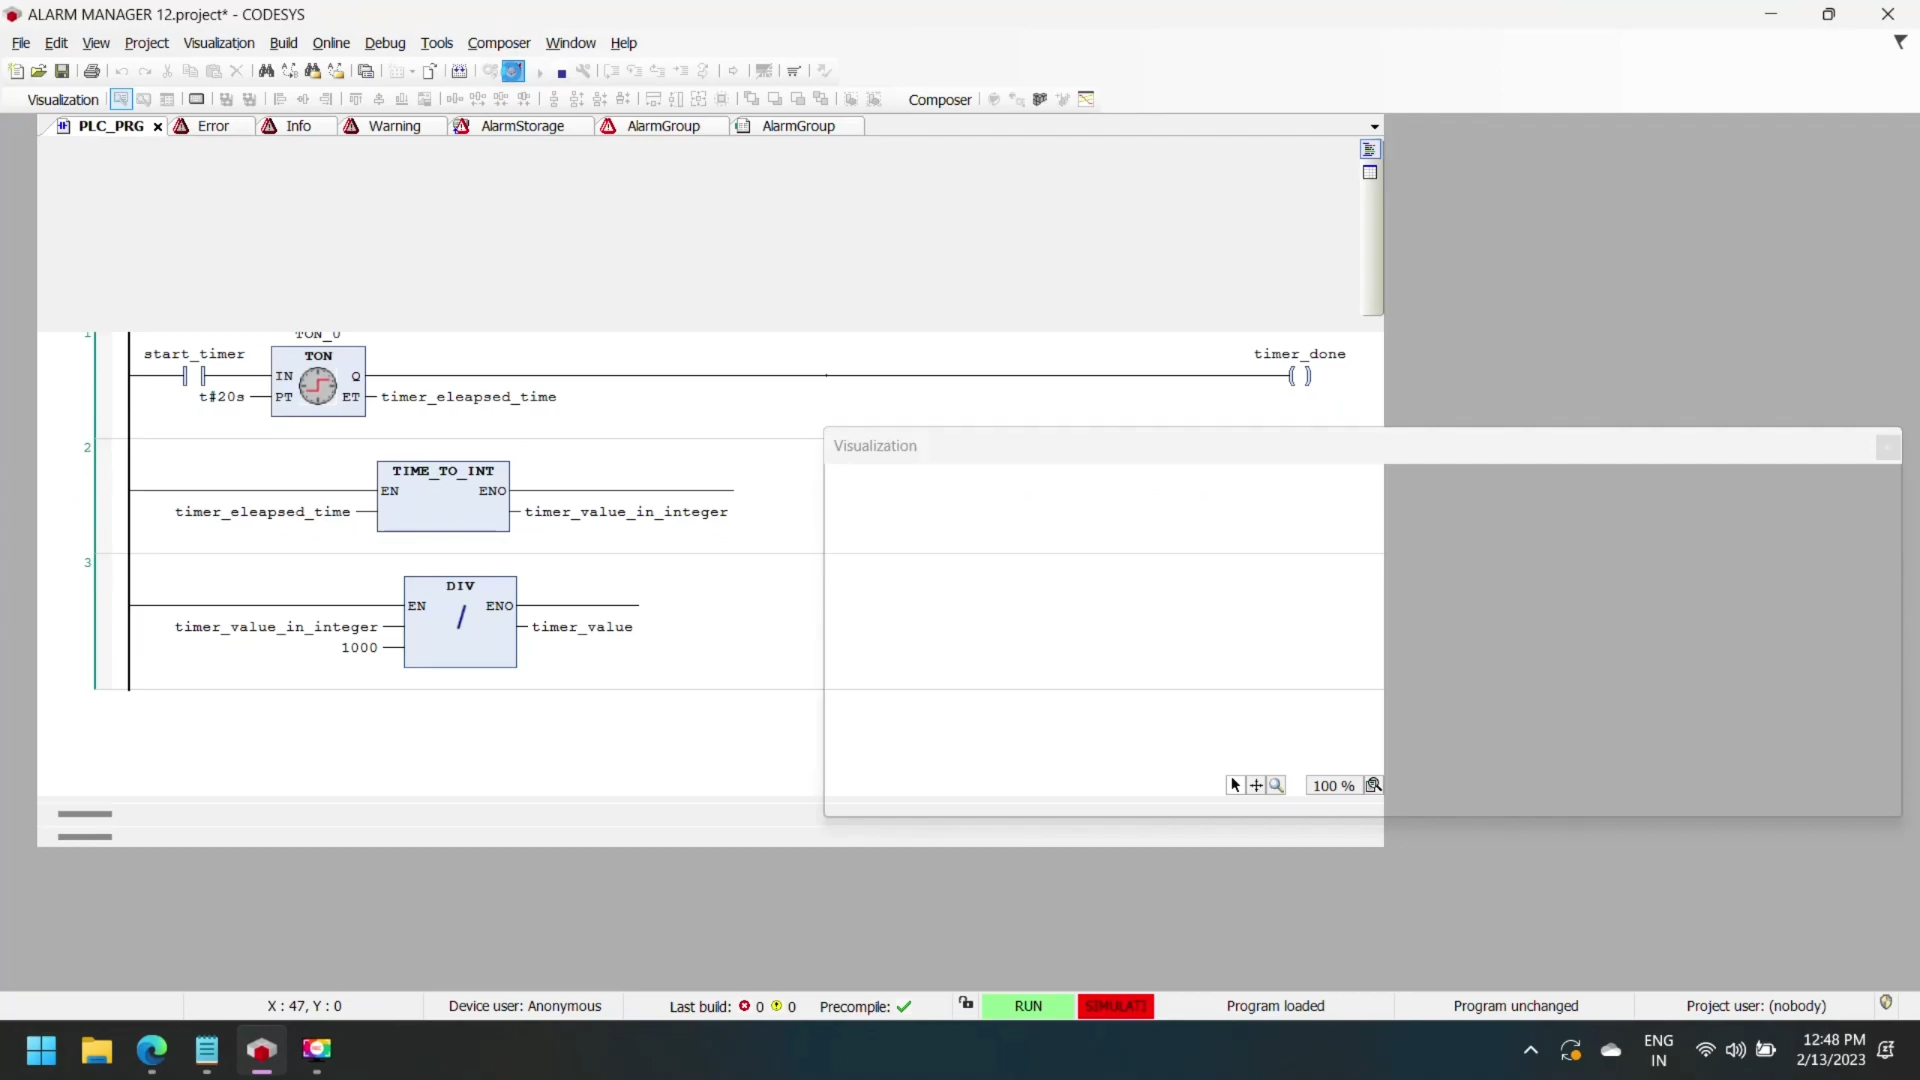 ALARM MANAGER 12.project* - CODESYS
File Edit View Project Visualization Build Online Debug Tools Composer Window Help
Visualization Composer
PLC_PRG Error Info Warning AlarmStorage AlarmGroup AlarmGroup
1
TON_0
start_timer TON timer_done
IN Q
t#20s PT ET timer_eleapsed_time
2
Visualization
TIME_TO_INT
EN ENO
timer_eleapsed_time timer_value_in_integer
3
DIV
EN / ENO
timer_value_in_integer timer_value
1000
100 %
X : 47, Y : 0 Device user: Anonymous Last build: 0 0 Precompile: RUN SIMULATI Program loaded Program unchanged Project user: (nobody)
ENG
IN
12:48 PM
2/13/2023